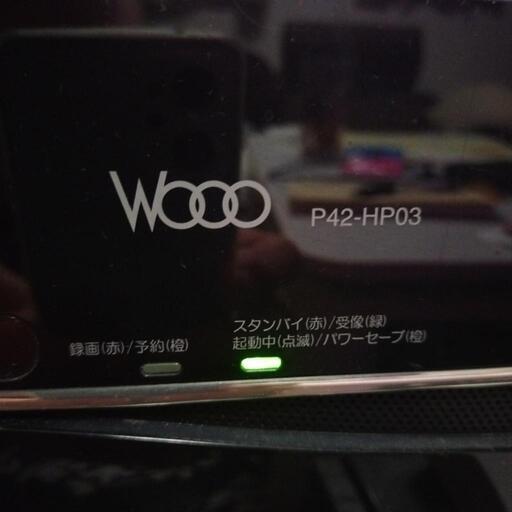 Wooo P42-HP03
スタンバイ(赤)/受像(緑)
録画(赤)/予約(橙) 起動中(点滅)/パワーセーブ(橙)